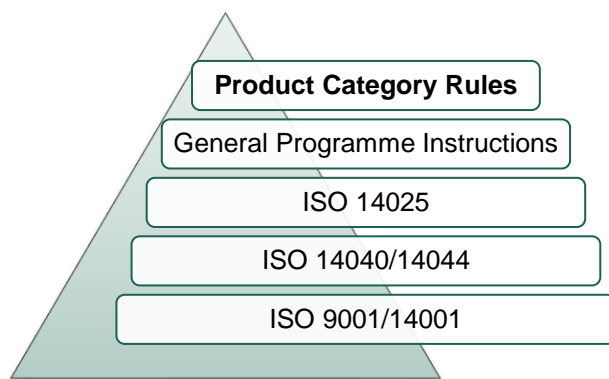 Product Category Rules
General Programme Instructions
ISO 14025
ISO 14040/14044
ISO 9001/14001